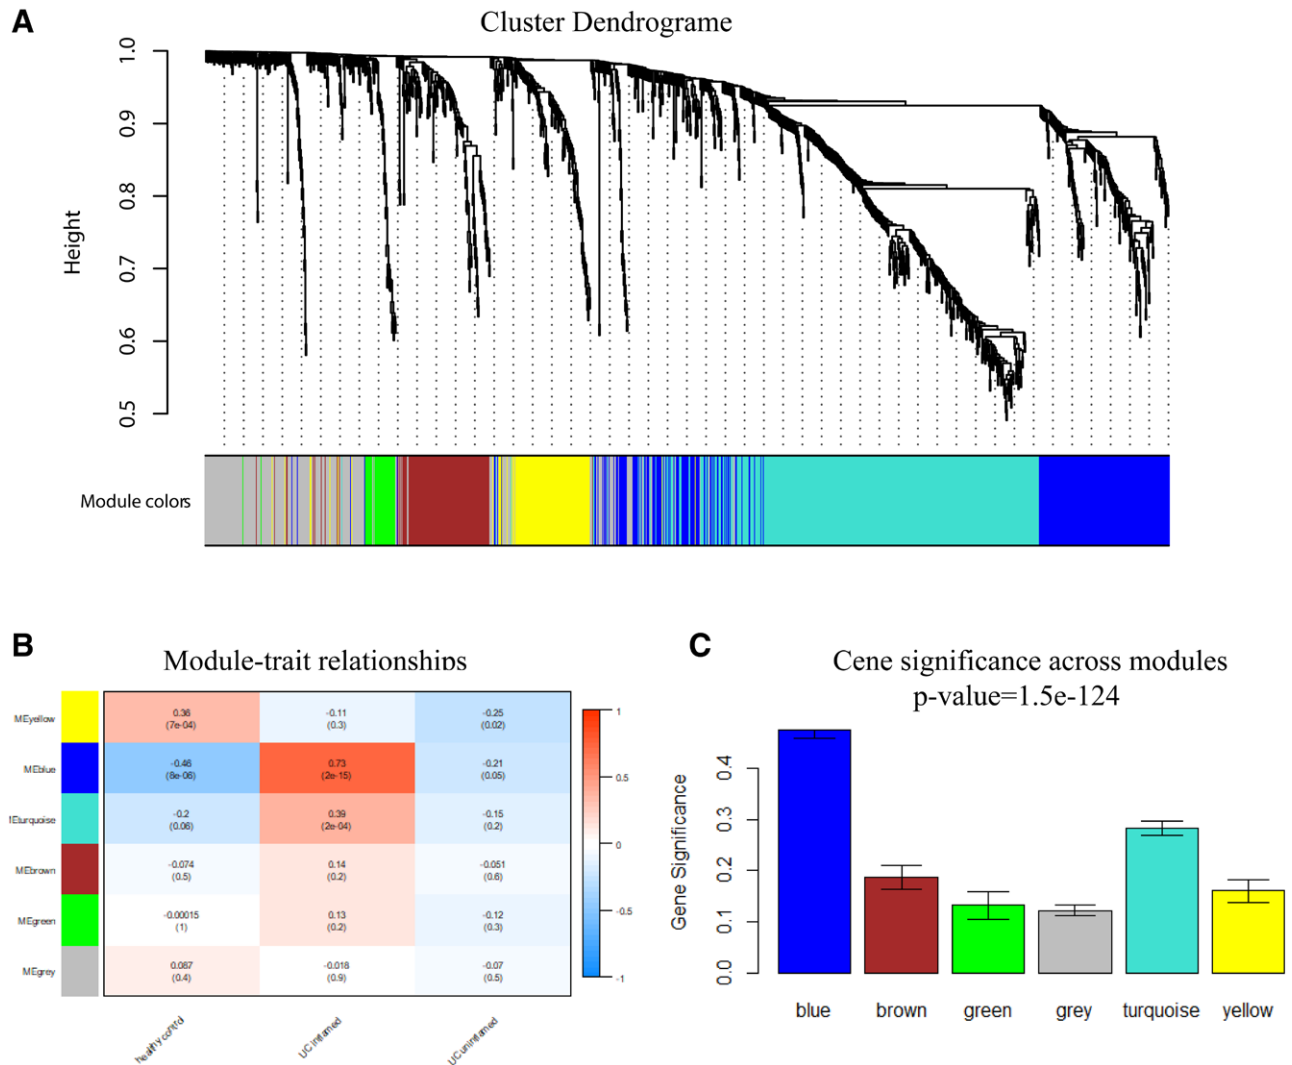 A
Cluster Dendrograme
Height
1.0
0.9
0.8
0.7
0.6
0.5
Module colors
B
Module-trait relationships
MEyellow
0.36
(7e-04)
-0.11
(0.3)
-0.25
(0.02)
MEblue
-0.46
(8e-06)
0.73
(2e-15)
-0.21
(0.05)
MEturquoise
-0.2
(0.06)
0.39
(2e-04)
-0.15
(0.2)
MEbrown
-0.074
(0.5)
0.14
(0.2)
-0.051
(0.6)
MEgreen
-0.00015
(1)
0.13
(0.2)
-0.12
(0.3)
MEgrey
0.087
(0.4)
-0.018
(0.9)
-0.07
(0.5)
1
0.5
0
-0.5
-1
healthy control
UC inflamed
UC uninflamed
C
Cene significance across modules
p-value=1.5e-124
Gene Significance
0.4
0.3
0.2
0.1
0.0
blue
brown
green
grey
turquoise
yellow